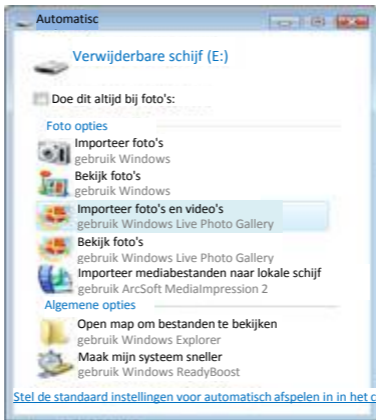 Automatisc
Verwijderbare schijf (E:)
Doe dit altijd bij foto's:
Foto opties
Importeer foto's
gebruik Windows
Bekijk foto's
gebruik Windows
Importeer foto's en video's
gebruik Windows Live Photo Gallery
Bekijk foto's
gebruik Windows Live Photo Gallery
Importeer mediabestanden naar lokale schijf
gebruik ArcSoft MediaImpression 2
Algemene opties
Open map om bestanden te bekijken
gebruik Windows Explorer
Maak mijn systeem sneller
gebruik Windows ReadyBoost
Stel de standaard instellingen voor automatisch afspelen in in het c